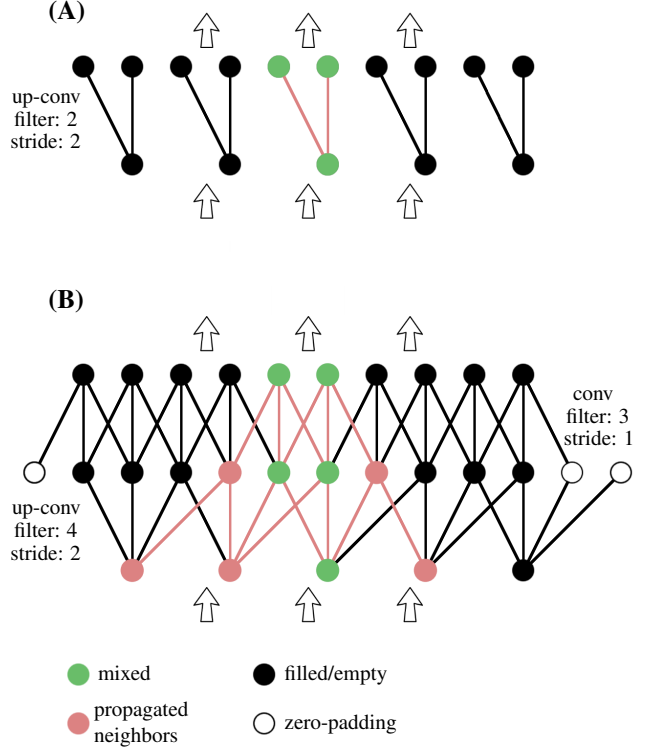 (A)
up-conv
filter: 2
stride: 2
(B)
conv
filter: 3
stride: 1
up-conv
filter: 4
stride: 2
mixed
filled/empty
propagated
neighbors
zero-padding